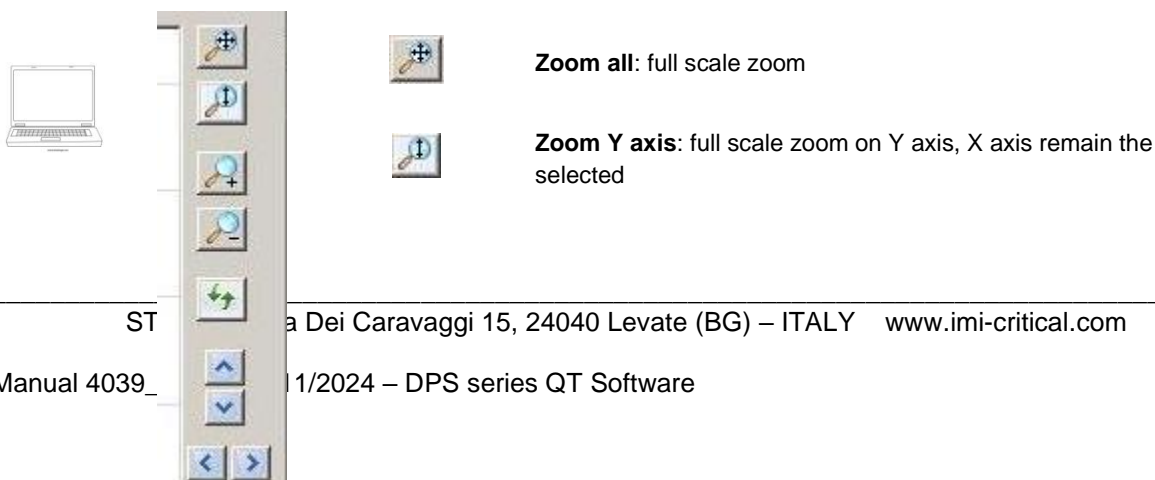 Zoom all: full scale zoom
Zoom Y axis: full scale zoom on Y axis, X axis remain the
selected
ST a Dei Caravaggi 15, 24040 Levate (BG) – ITALY www.imi-critical.com
Manual 4039_ 11/2024 – DPS series QT Software